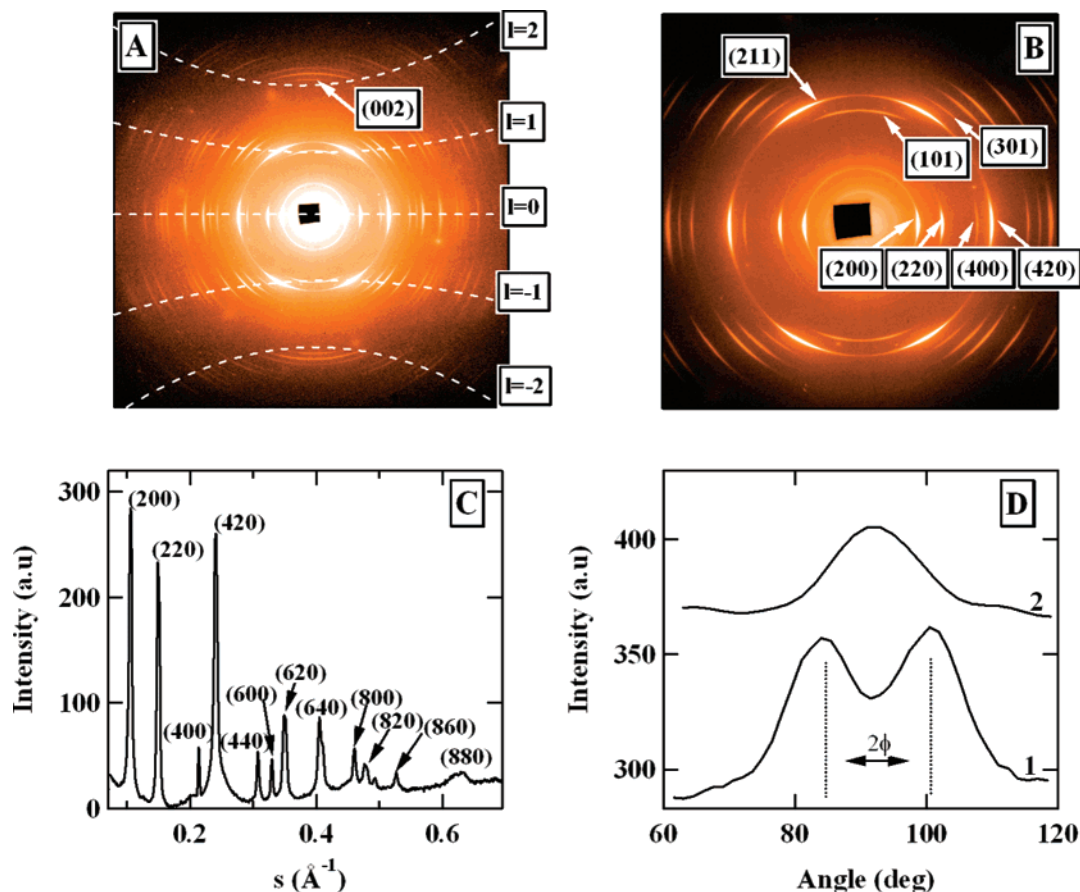 A
l=2
(002)
l=1
l=0
l=-1
l=-2
B
(211)
(101)
(301)
(200)
(220)
(400)
(420)
C
Intensity (a.u)
300
200
100
0
(200)
(220)
(420)
(400)
(440)
(600)
(620)
(640)
(800)
(820)
(860)
(880)
0.2
0.4
0.6
s (Å⁻¹)
D
Intensity (a.u)
400
350
300
2
2ϕ
1
60
80
100
120
Angle (deg)